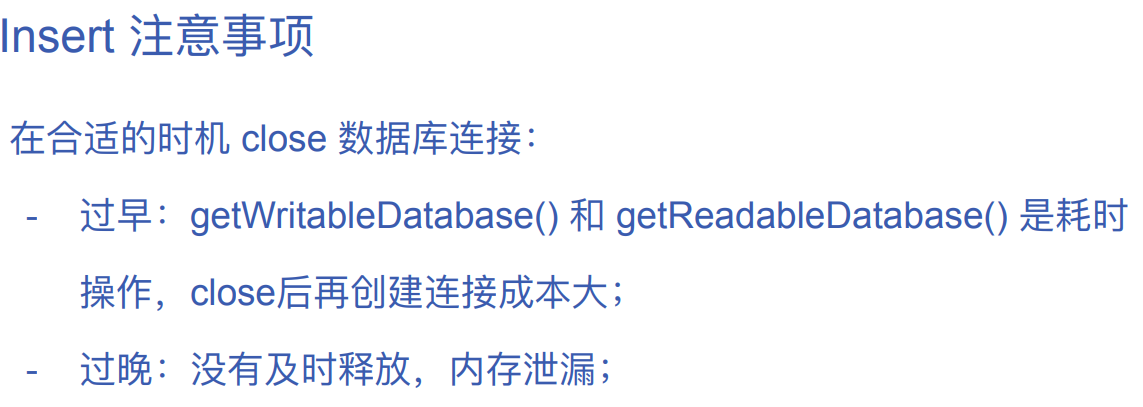 Insert 注意事项
在合适的时机 close 数据库连接：
- 过早：getWritableDatabase() 和 getReadableDatabase() 是耗时
操作，close后再创建连接成本大；
- 过晚：没有及时释放，内存泄漏；